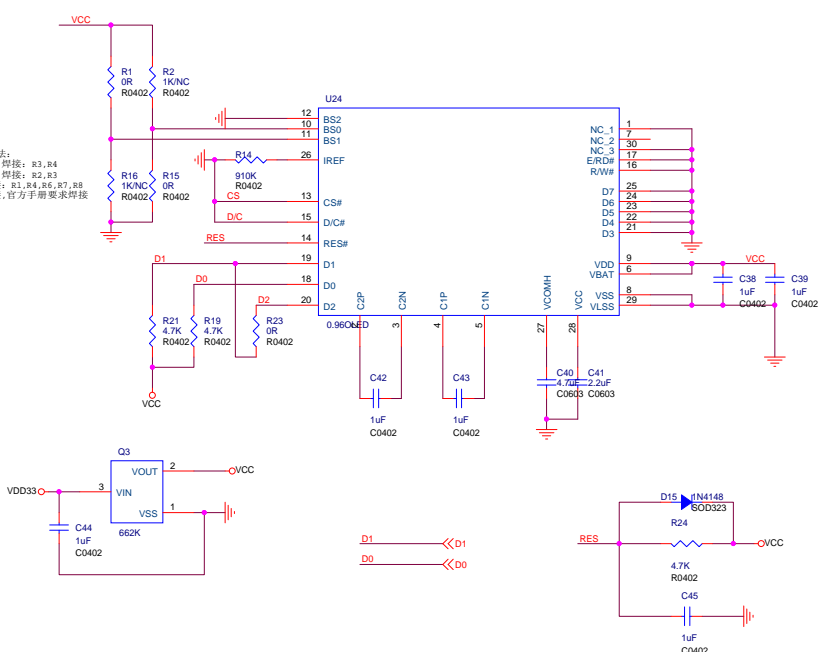 VCC
R1
0R
R0402
R2
1K/NC
R0402
U24
12
BS2
10
BS0
11
BS1
26
IREF
R14
910K
R0402
13
CS
CS#
15
D/C
D/C#
14
RES
RES#
19
D1
D1
18
D0
D0
20
D2
D2
法:
焊接: R3,R4
焊接: R2,R3
: R1,R4,R6,R7,R8
,官方手册要求焊接
R16
1K/NC
R0402
R15
0R
R0402
NC_1
1
NC_2
7
NC_3
30
E/RD#
17
R/W#
16
D7
25
D6
24
D5
23
D4
22
D3
21
VDD
9
VCC
VBAT
6
VSS
8
VLSS
29
C38
1uF
C0402
C39
1uF
C0402
R21
4.7K
R0402
R19
4.7K
R0402
R23
0R
R0402
VCC
C2P
C2N
C1P
C1N
VCOMH
VCC
0.96OLED
3
4
5
27
28
C42
1uF
C0402
C43
1uF
C0402
C40
4.7uF
C0603
C41
2.2uF
C0603
Q3
VOUT
2
VCC
VDD33
3
VIN
VSS
1
662K
C44
1uF
C0402
D1
D1
D0
D0
D15
1N4148
SOD323
R24
RES
VCC
4.7K
R0402
C45
1uF
C0402